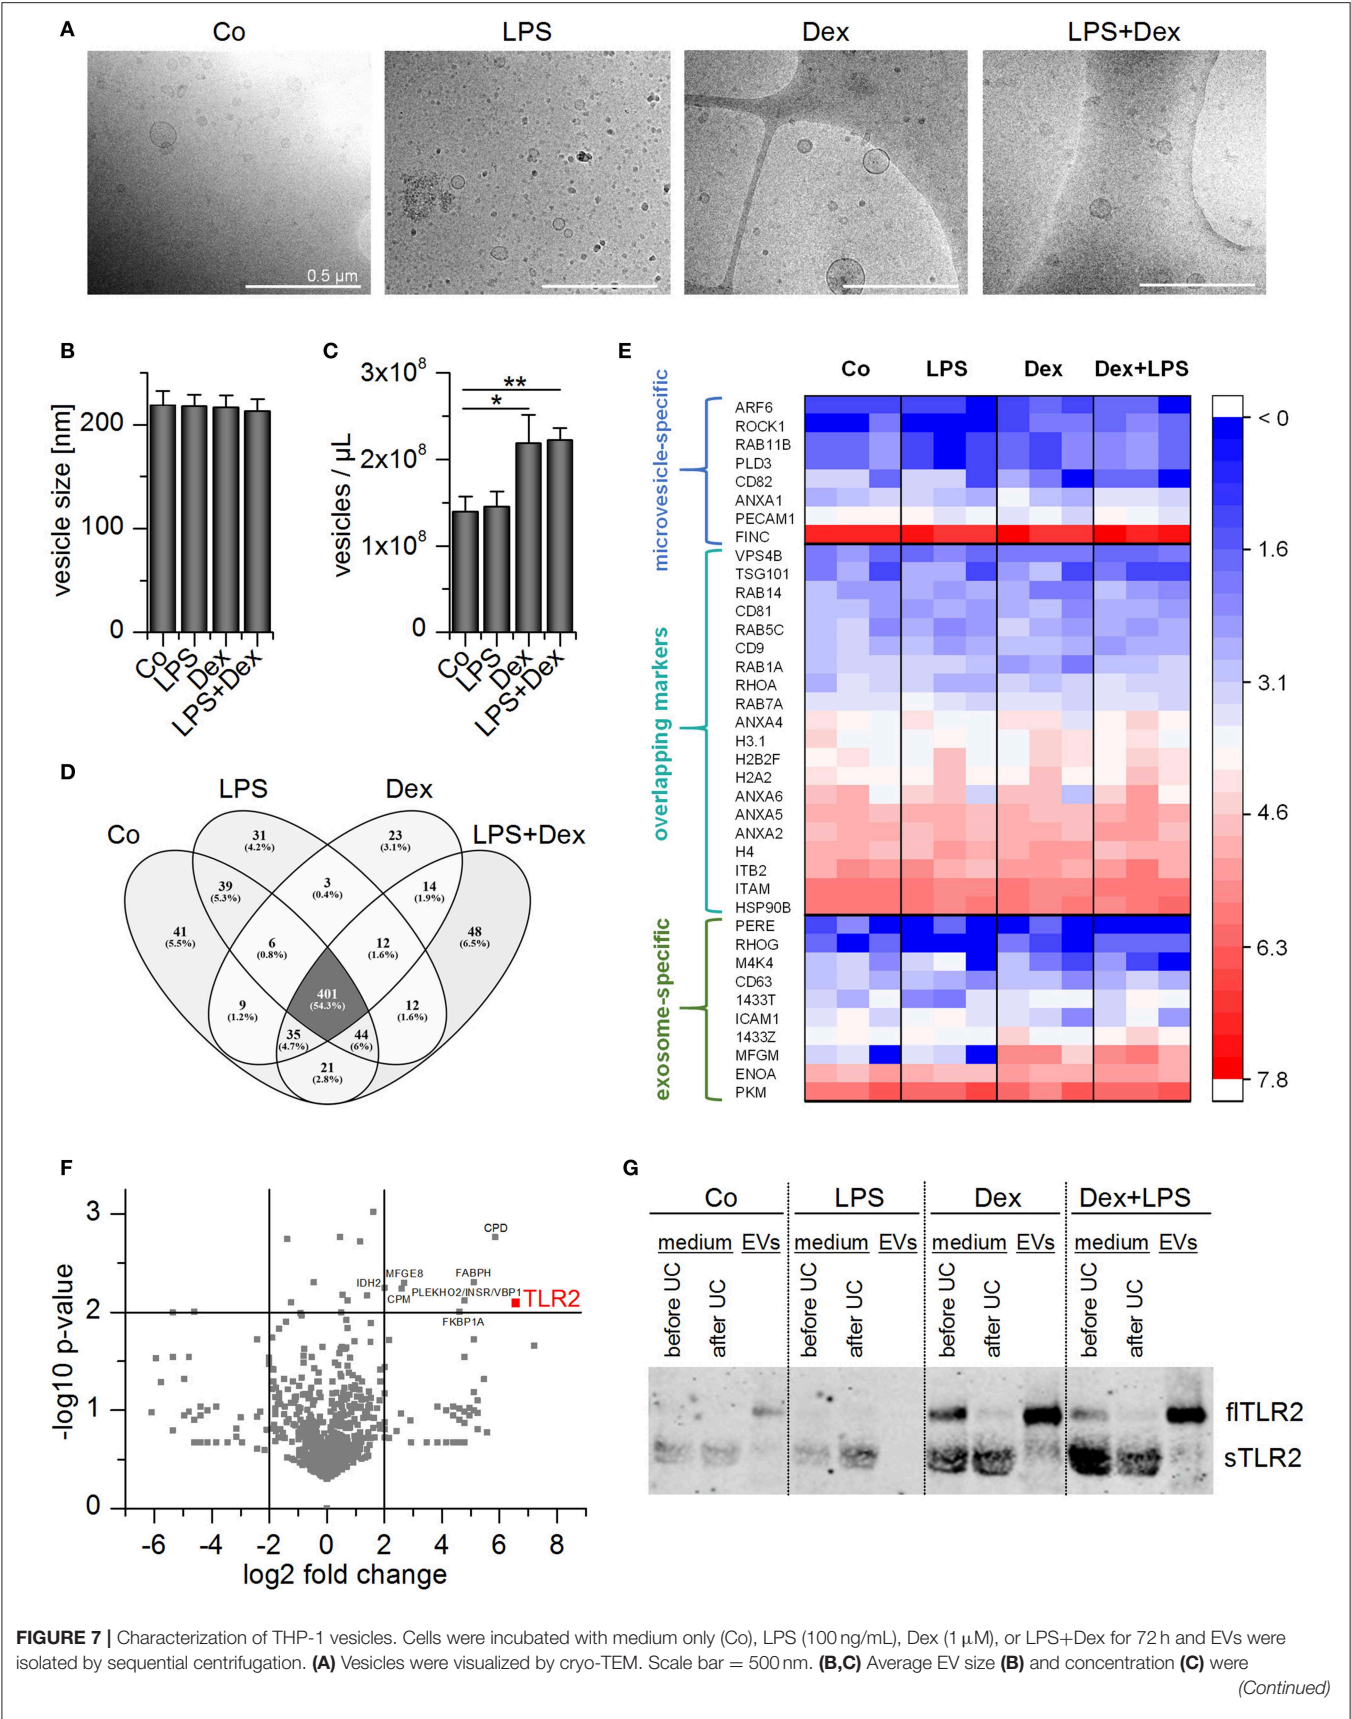 A
Co
LPS
Dex
LPS+Dex
0.5 µm
B
vesicle size [nm]
200
100
0
Co
LPS
Dex
LPS+Dex
C
vesicles / µL
3x10⁸
2x10⁸
1x10⁸
0
**
*
Co
LPS
Dex
LPS+Dex
D
Co
LPS
Dex
LPS+Dex
31
(4.2%)
23
(3.1%)
39
(5.3%)
3
(0.4%)
14
(1.9%)
41
(5.5%)
6
(0.8%)
12
(1.6%)
48
(6.5%)
401
(54.3%)
9
(1.2%)
12
(1.6%)
35
(4.7%)
44
(6%)
21
(2.8%)
E
Co
LPS
Dex
Dex+LPS
microvesicle-specific
overlapping markers
exosome-specific
ARF6
ROCK1
RAB11B
PLD3
CD82
ANXA1
PECAM1
FINC
VPS4B
TSG101
RAB14
CD81
RAB5C
CD9
RAB1A
RHOA
RAB7A
ANXA4
H3.1
H2B2F
H2A2
ANXA6
ANXA5
ANXA2
H4
ITB2
ITAM
HSP90B
PERE
RHOG
M4K4
CD63
1433T
ICAM1
1433Z
MFGM
ENOA
PKM
< 0
1.6
3.1
4.6
6.3
7.8
F
-log10 p-value
3
2
1
0
-6
-4
-2
0
2
4
6
8
log2 fold change
CPD
MFGE8
IDH2
FABPH
CPM
PLEKHO2/INSR/VBP1
TLR2
FKBP1A
G
Co
LPS
Dex
Dex+LPS
medium
EVs
medium
EVs
medium
EVs
medium
EVs
before UC
after UC
before UC
after UC
before UC
after UC
before UC
after UC
flTLR2
sTLR2
FIGURE 7 | Characterization of THP-1 vesicles. Cells were incubated with medium only (Co), LPS (100 ng/mL), Dex (1 µM), or LPS+Dex for 72 h and EVs were
isolated by sequential centrifugation. (A) Vesicles were visualized by cryo-TEM. Scale bar = 500 nm. (B,C) Average EV size (B) and concentration (C) were
(Continued)